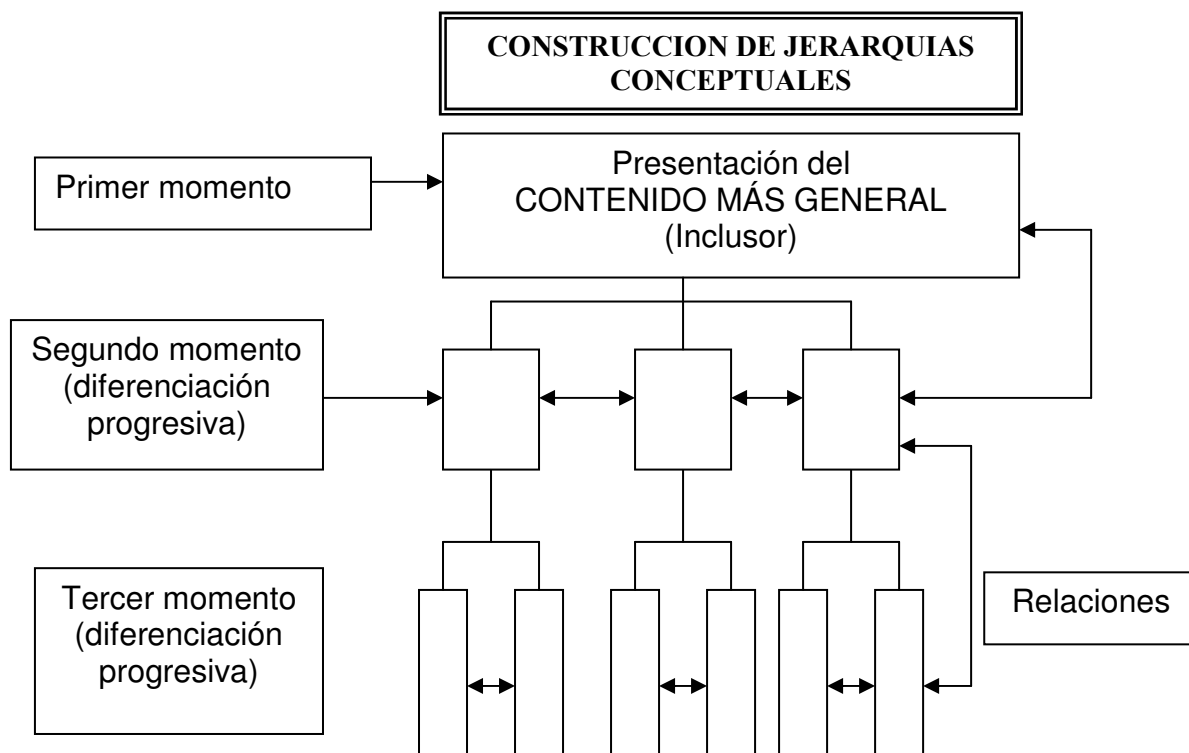 CONSTRUCCION DE JERARQUIAS
CONCEPTUALES
Primer momento
Presentación del
CONTENIDO MÁS GENERAL
(Inclusor)
Segundo momento
(diferenciación
progresiva)
Tercer momento
(diferenciación
progresiva)
Relaciones